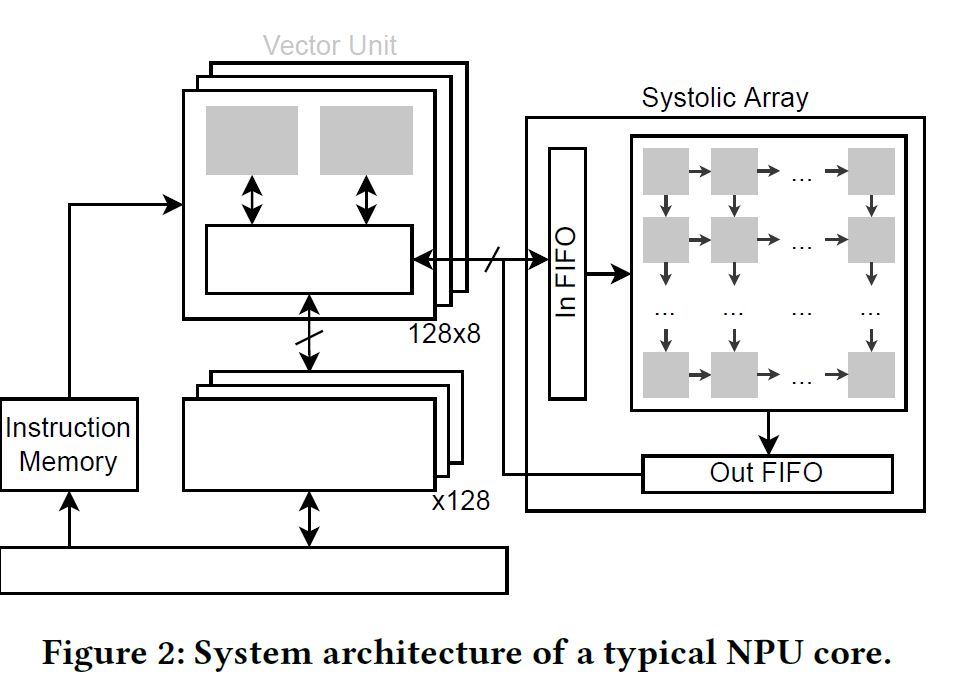 Vector Unit
Systolic Array
In FIFO
...
...
128x8
... ... ... ...
Instruction
Memory
...
Out FIFO
x128
Figure 2: System architecture of a typical NPU core.